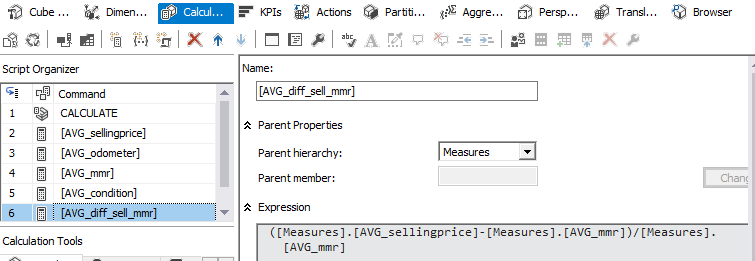 Cube ... Dimen... Calcul... KPIs Actions Partiti... Aggre... Persp... Transl... Browser
Script Organizer
Command
1 CALCULATE
2 [AVG_sellingprice]
3 [AVG_odometer]
4 [AVG_mmr]
5 [AVG_condition]
6 [AVG_diff_sell_mmr]
Calculation Tools
Name:
[AVG_diff_sell_mmr]
Parent Properties
Parent hierarchy: Measures
Parent member: Chang
Expression
([Measures].[AVG_sellingprice]-[Measures].[AVG_mmr])/[Measures].
[AVG_mmr]